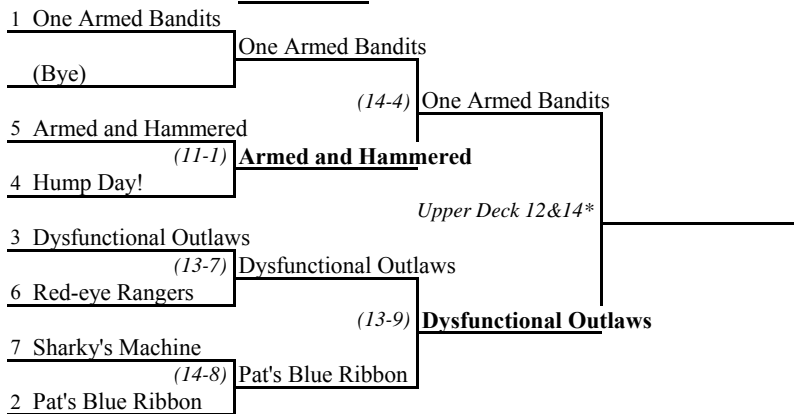 1 One Armed Bandits
One Armed Bandits
(Bye)
(14-4) One Armed Bandits
5 Armed and Hammered
(11-1) Armed and Hammered
4 Hump Day!
Upper Deck 12&14*
3 Dysfunctional Outlaws
(13-7) Dysfunctional Outlaws
6 Red-eye Rangers
(13-9) Dysfunctional Outlaws
7 Sharky's Machine
(14-8) Pat's Blue Ribbon
2 Pat's Blue Ribbon